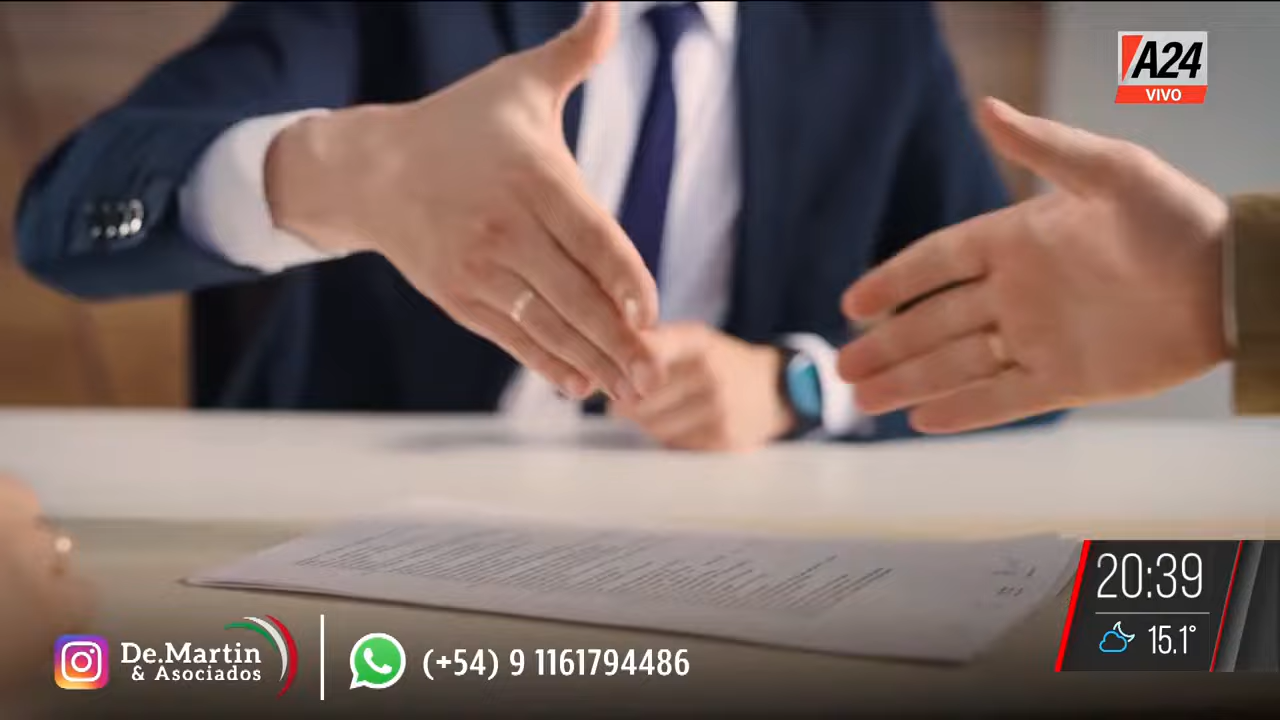 A24
VIVO
De.Martin
& Asociados
(+54) 9 1161794486
20:39
15.1°